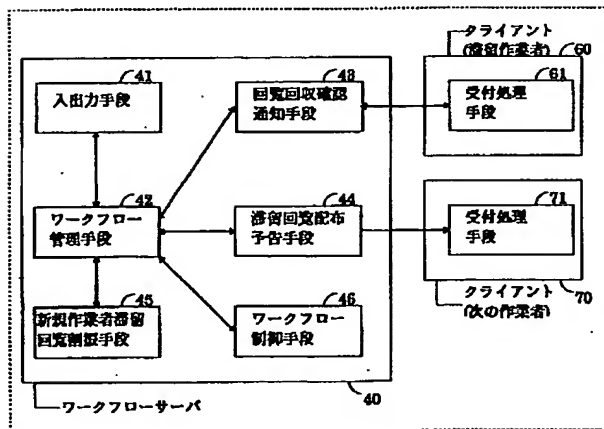 クライアント
(滞留作業者) 60
41
入出力手段
43
回覧回収確認
通知手段
61
受付処理
手段
42
ワークフロー
管理手段
44
滞留回覧配布
予告手段
71
受付処理
手段
45
新規作業者滞留
回覧割振手段
46
ワークフロー
制御手段
クライアント
(次の作業者)
70
ワークフローサーバ
40